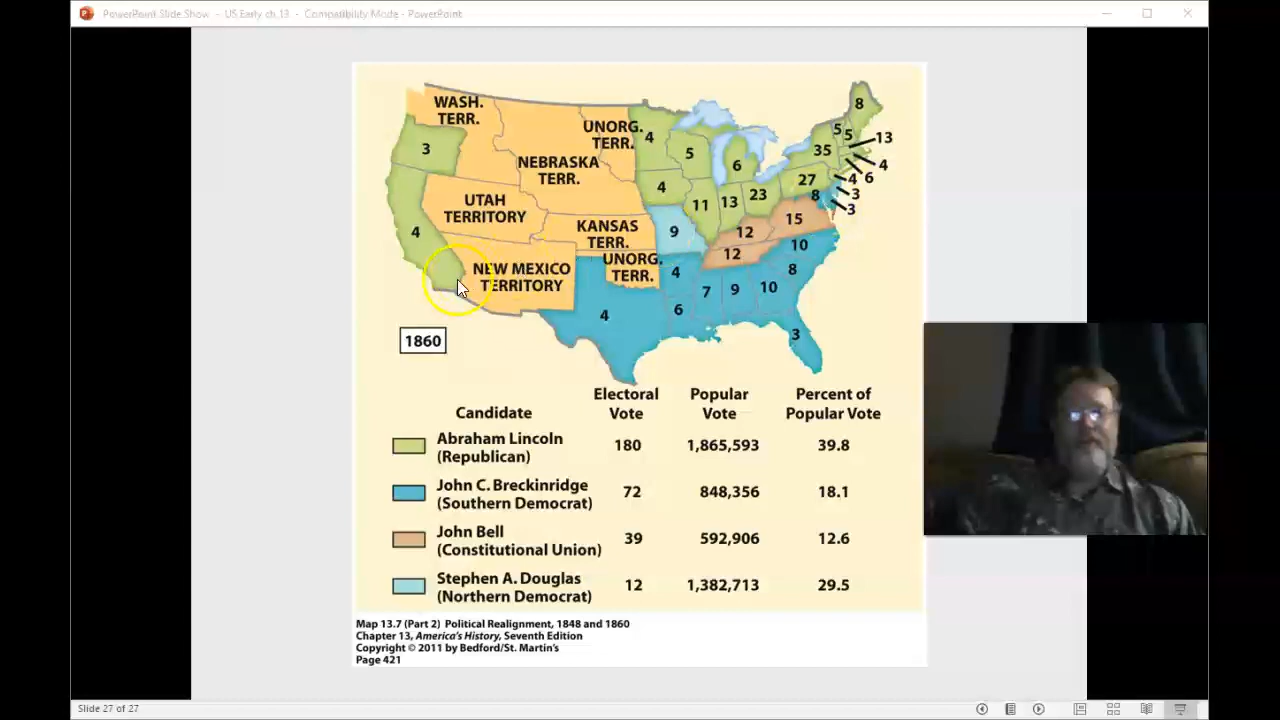 PowerPoint Slide Show - US Early ch 13 - Compatibility Mode - PowerPoint
WASH.
TERR.
UNORG.
TERR.
NEBRASKA
TERR.
UTAH
TERRITORY
KANSAS
TERR.
UNORG.
TERR.
NEW MEXICO
TERRITORY
3
4
4
5
6
4
11
13
23
35
27
5
5
8
13
4
6
4
3
8
3
9
12
15
12
10
8
10
9
7
4
6
4
3
1860
Candidate
Electoral
Vote
Popular
Vote
Percent of
Popular Vote
Abraham Lincoln
(Republican)
180
1,865,593
39.8
John C. Breckinridge
(Southern Democrat)
72
848,356
18.1
John Bell
(Constitutional Union)
39
592,906
12.6
Stephen A. Douglas
(Northern Democrat)
12
1,382,713
29.5
Map 13.7 (Part 2) Political Realignment, 1848 and 1860
Chapter 13, America's History, Seventh Edition
Copyright © 2011 by Bedford/St. Martin's
Page 421
Slide 27 of 27